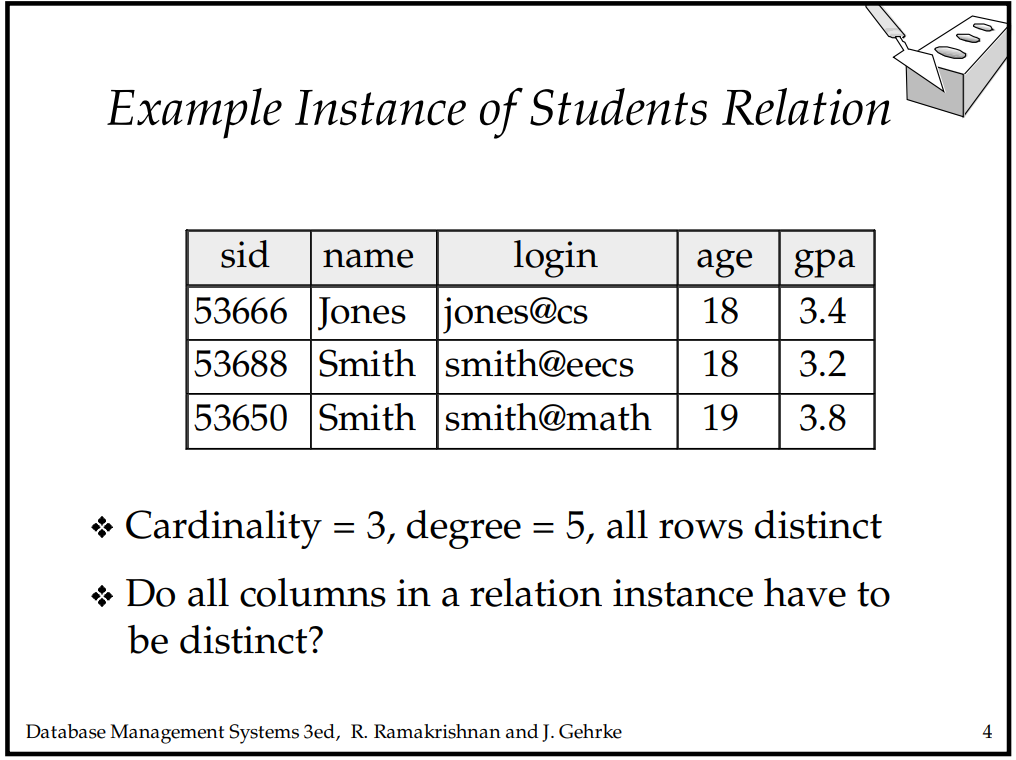 Example Instance of Students Relation
sid name login age gpa
53666 Jones jones@cs 18 3.4
53688 Smith smith@eecs 18 3.2
53650 Smith smith@math 19 3.8
❖ Cardinality = 3, degree = 5, all rows distinct
❖ Do all columns in a relation instance have to
be distinct?
Database Management Systems 3ed, R. Ramakrishnan and J. Gehrke 4